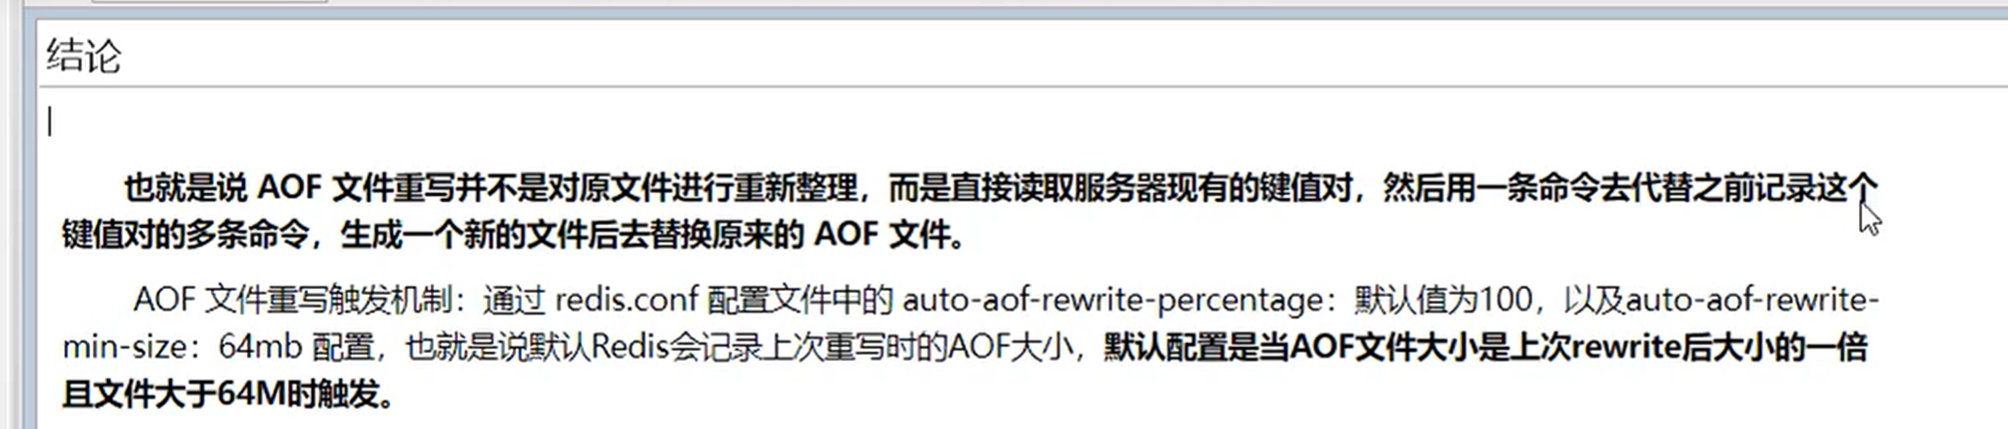 结论
也就是说 AOF 文件重写并不是对原文件进行重新整理，而是直接读取服务器现有的键值对，然后用一条命令去代替之前记录这个
键值对的多条命令，生成一个新的文件后去替换原来的 AOF 文件。
AOF 文件重写触发机制：通过 redis.conf 配置文件中的 auto-aof-rewrite-percentage：默认值为100，以及auto-aof-rewrite-
min-size：64mb 配置，也就是说默认Redis会记录上次重写时的AOF大小，默认配置是当AOF文件大小是上次rewrite后大小的一倍
且文件大于64M时触发。